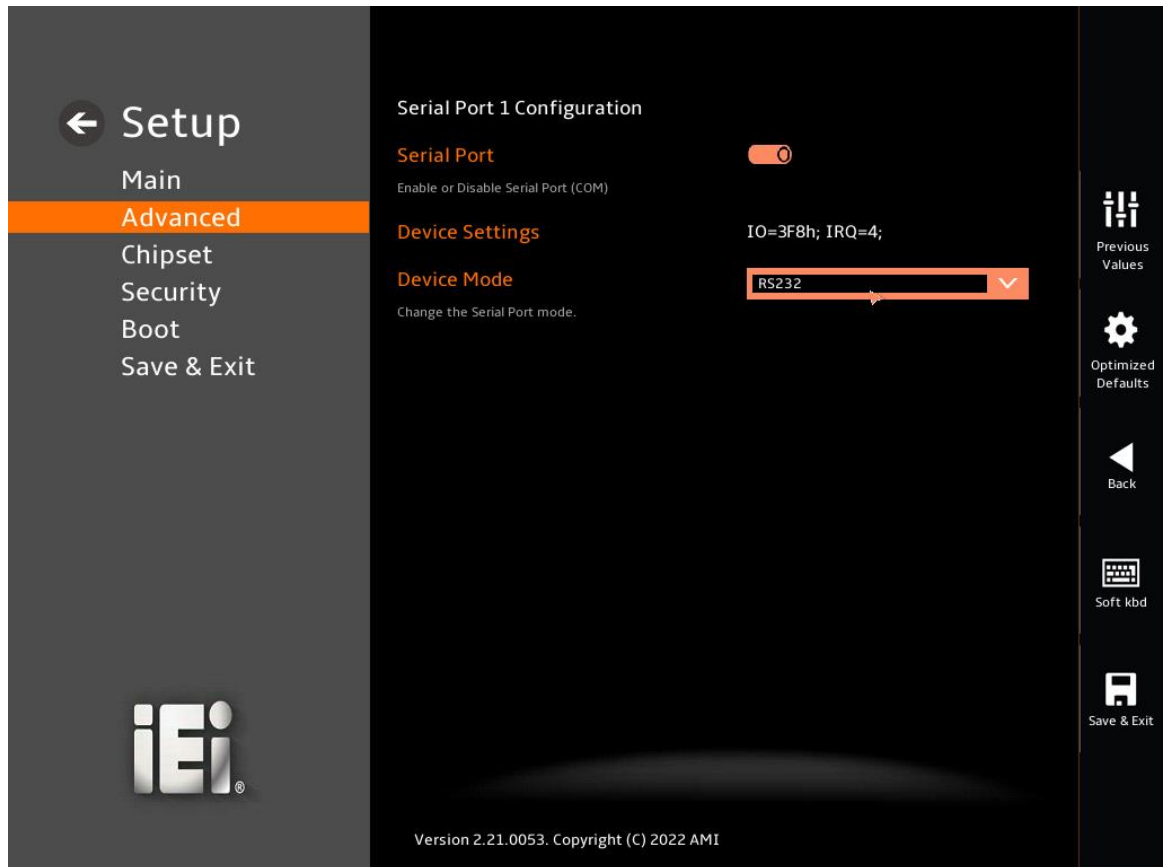 Setup
Main
Advanced
Chipset
Security
Boot
Save & Exit
iEi®
Serial Port 1 Configuration
Serial Port
Enable or Disable Serial Port (COM)
Device Settings
IO=3F8h; IRQ=4;
Device Mode
RS232
Change the Serial Port mode.
Version 2.21.0053. Copyright (C) 2022 AMI
Previous
Values
Optimized
Defaults
Back
Soft kbd
Save & Exit